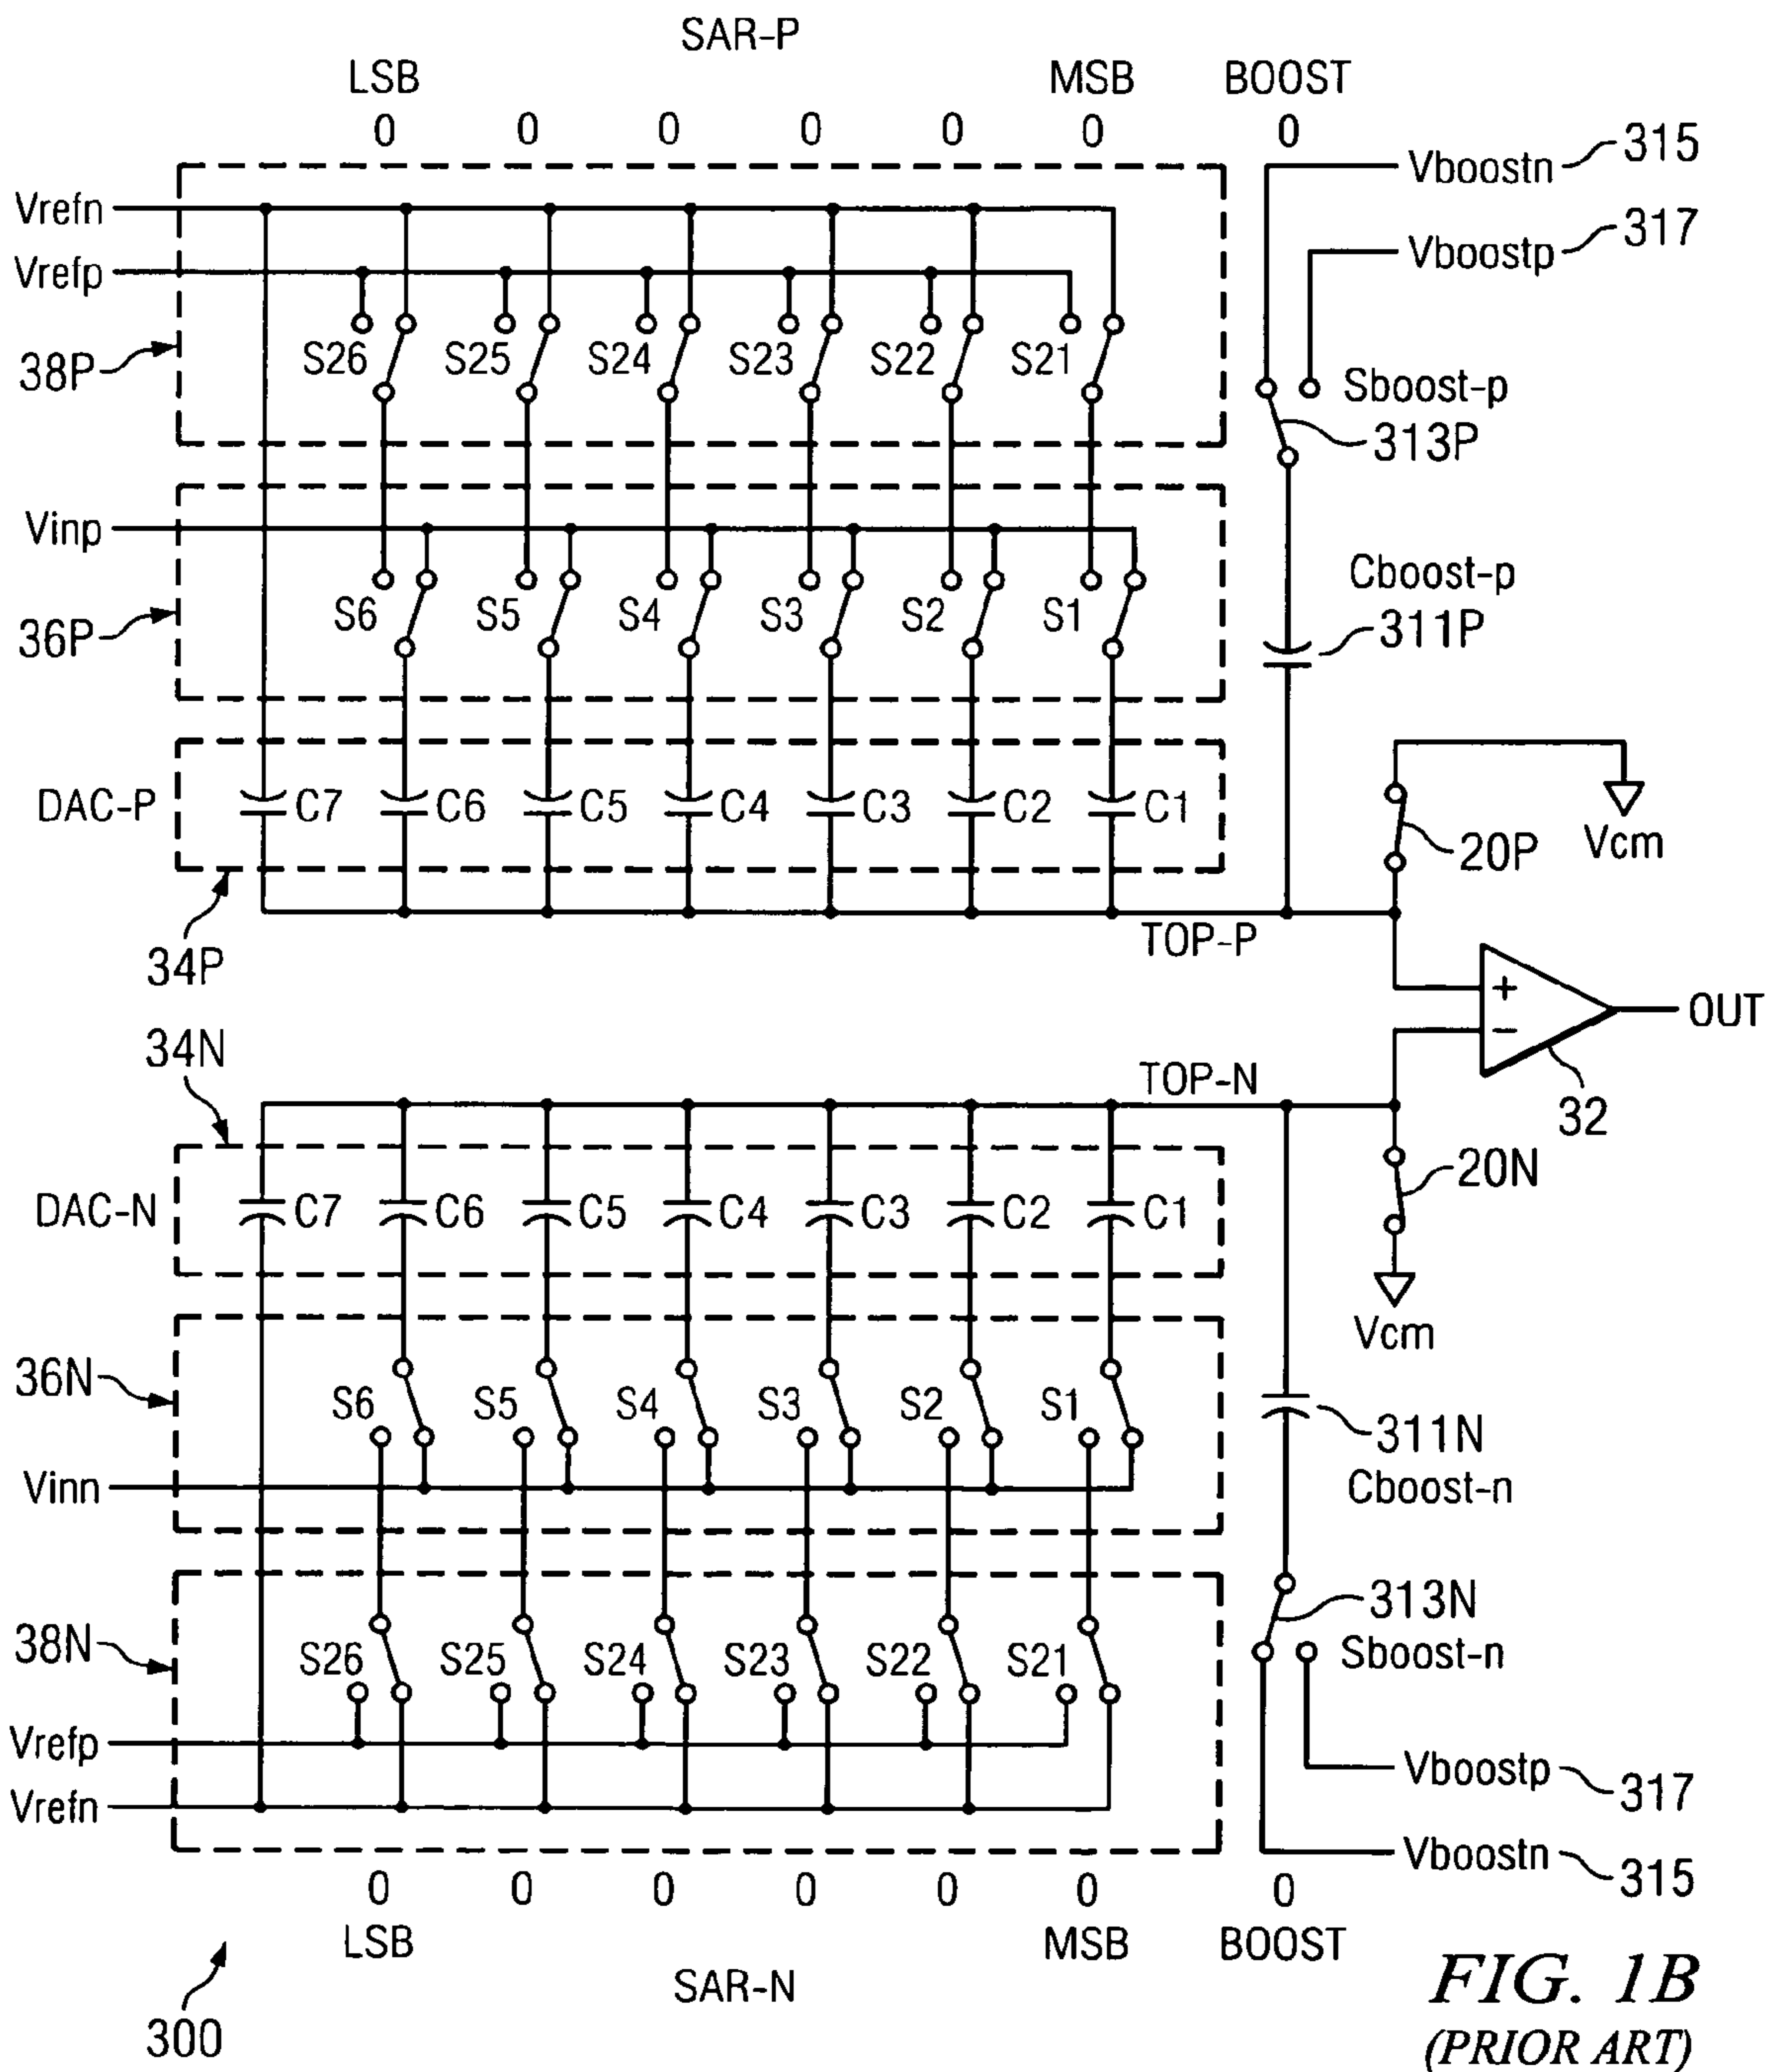 SAR-P
LSB MSB BOOST
0 0 0 0 0 0 0
Vboostn 315
Vrefn
Vboostp 317
Vrefp
S26 S25 S24 S23 S22 S21
38P
Sboost-p
313P
Vinp
Cboost-p
S6 S5 S4 S3 S2 S1
36P
311P
DAC-P C7 C6 C5 C4 C3 C2 C1
20P Vcm
TOP-P
34P
+
OUT
−
34N
TOP-N
32
20N
DAC-N C7 C6 C5 C4 C3 C2 C1
Vcm
36N
S6 S5 S4 S3 S2 S1
311N
Vinn
Cboost-n
313N
38N
S26 S25 S24 S23 S22 S21
Sboost-n
Vrefp
Vboostp 317
Vrefn
Vboostn 315
0 0 0 0 0 0 0
LSB MSB BOOST
SAR-N
300
FIG. 1B
(PRIOR ART)